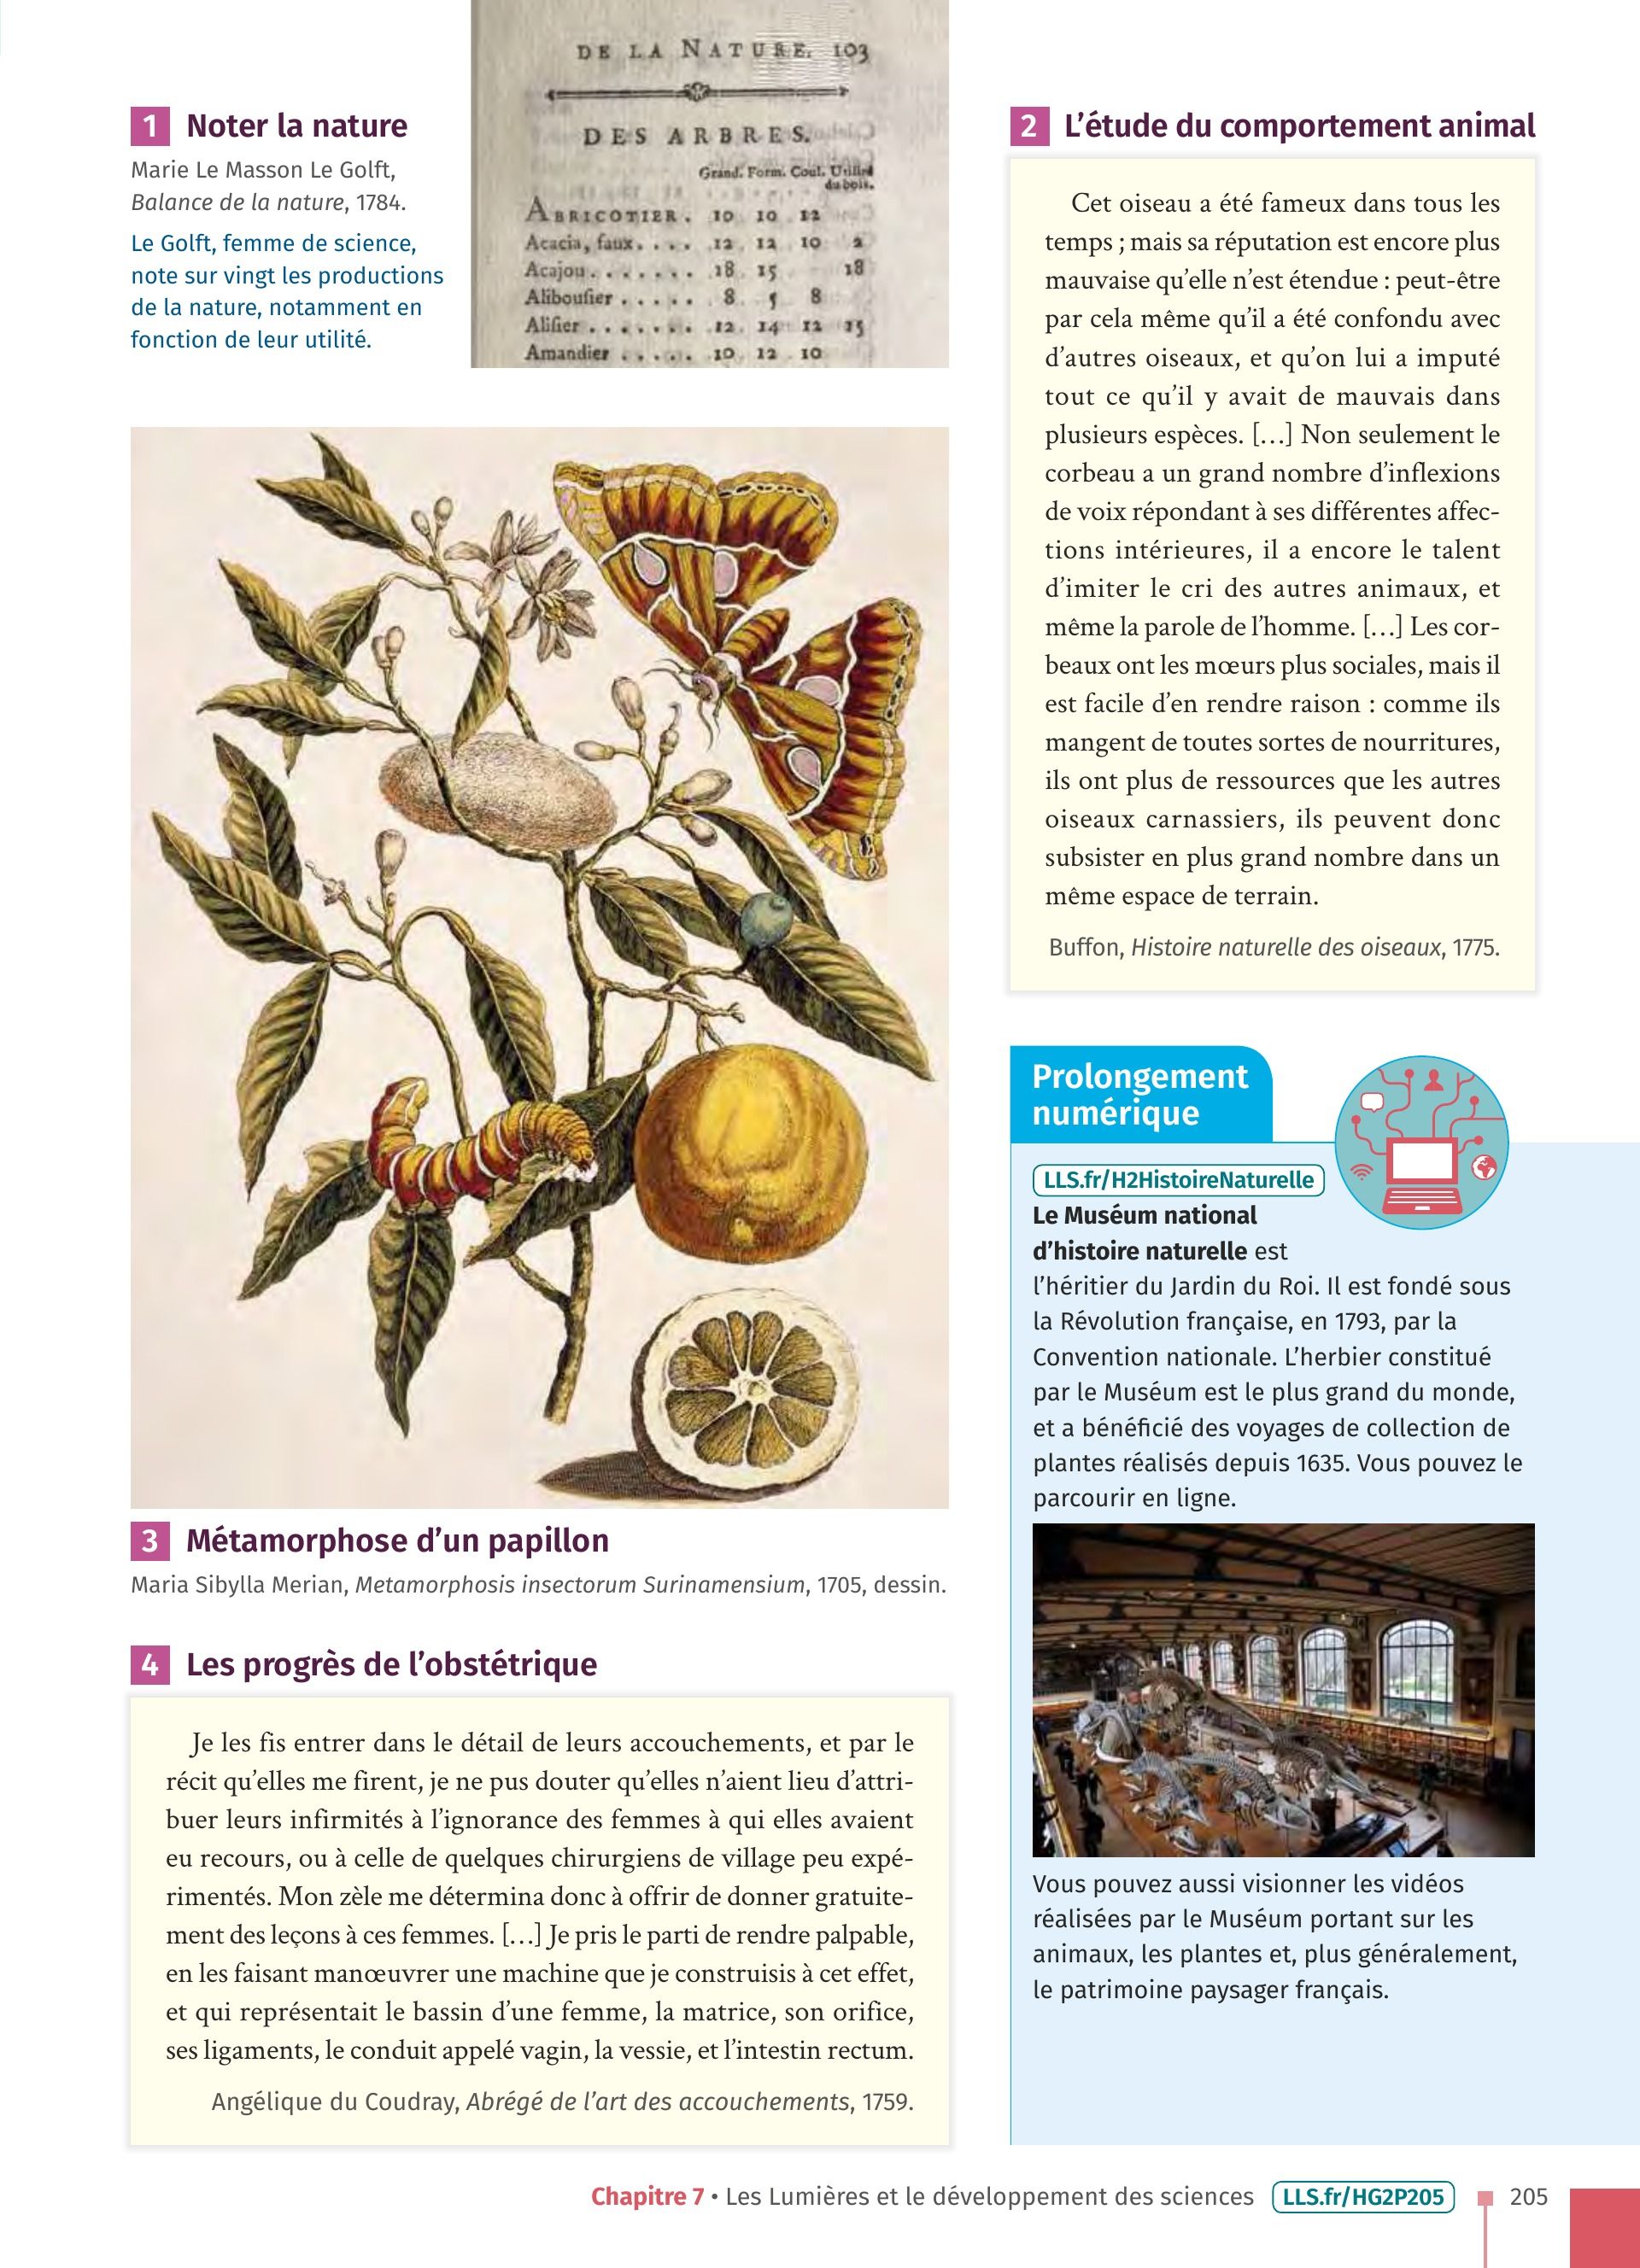 DE LA NATURE. 103
DES ARBRES.
Grand. Form. Coul. Utilité
du bois.
ABRICOTIER . 10 10 12
Acacia, faux. . . . 12 12 10 2
Acajou . . . . . . . 18 15 18
Aliboufier . . . . . 8 5 8
Alifier . . . . . . . 12 14 12 15
Amandier . . . . . 10 12 10
1 Noter la nature
Marie Le Masson Le Golft,
Balance de la nature, 1784.
Le Golft, femme de science,
note sur vingt les productions
de la nature, notamment en
fonction de leur utilité.
2 L’étude du comportement animal
Cet oiseau a été fameux dans tous les
temps ; mais sa réputation est encore plus
mauvaise qu’elle n’est étendue : peut-être
par cela même qu’il a été confondu avec
d’autres oiseaux, et qu’on lui a imputé
tout ce qu’il y avait de mauvais dans
plusieurs espèces. […] Non seulement le
corbeau a un grand nombre d’inflexions
de voix répondant à ses différentes affec-
tions intérieures, il a encore le talent
d’imiter le cri des autres animaux, et
même la parole de l’homme. […] Les cor-
beaux ont les mœurs plus sociales, mais il
est facile d’en rendre raison : comme ils
mangent de toutes sortes de nourritures,
ils ont plus de ressources que les autres
oiseaux carnassiers, ils peuvent donc
subsister en plus grand nombre dans un
même espace de terrain.
Buffon, Histoire naturelle des oiseaux, 1775.
3 Métamorphose d’un papillon
Maria Sibylla Merian, Metamorphosis insectorum Surinamensium, 1705, dessin.
4 Les progrès de l’obstétrique
Je les fis entrer dans le détail de leurs accouchements, et par le
récit qu’elles me firent, je ne pus douter qu’elles n’aient lieu d’attri-
buer leurs infirmités à l’ignorance des femmes à qui elles avaient
eu recours, ou à celle de quelques chirurgiens de village peu expé-
rimentés. Mon zèle me détermina donc à offrir de donner gratuite-
ment des leçons à ces femmes. […] Je pris le parti de rendre palpable,
en les faisant manœuvrer une machine que je construisis à cet effet,
et qui représentait le bassin d’une femme, la matrice, son orifice,
ses ligaments, le conduit appelé vagin, la vessie, et l’intestin rectum.
Angélique du Coudray, Abrégé de l’art des accouchements, 1759.
Prolongement
numérique
LLS.fr/H2HistoireNaturelle
Le Muséum national
d’histoire naturelle est
l’héritier du Jardin du Roi. Il est fondé sous
la Révolution française, en 1793, par la
Convention nationale. L’herbier constitué
par le Muséum est le plus grand du monde,
et a bénéficié des voyages de collection de
plantes réalisés depuis 1635. Vous pouvez le
parcourir en ligne.
Vous pouvez aussi visionner les vidéos
réalisées par le Muséum portant sur les
animaux, les plantes et, plus généralement,
le patrimoine paysager français.
Chapitre 7 • Les Lumières et le développement des sciences LLS.fr/HG2P205 205